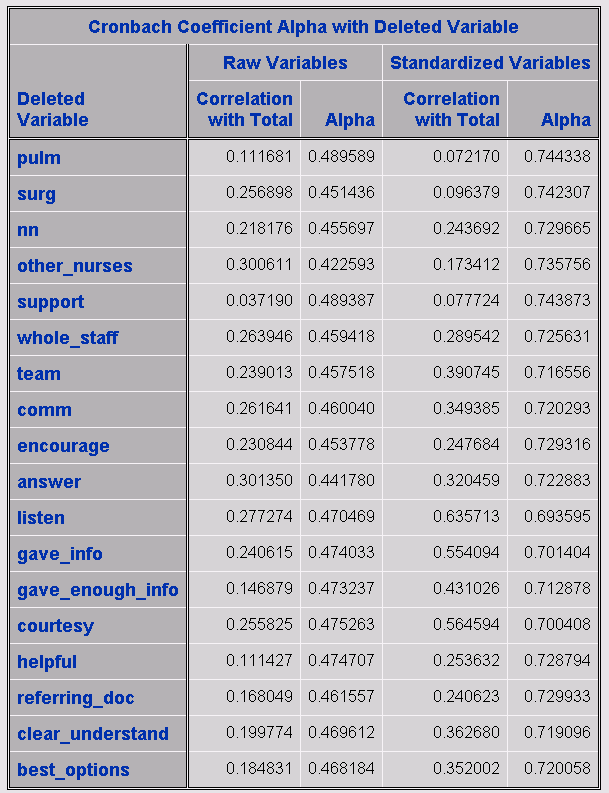 Cronbach Coefficient Alpha with Deleted Variable
Raw Variables Standardized Variables
Deleted Variable Correlation with Total Alpha Correlation with Total Alpha
pulm 0.111681 0.489589 0.072170 0.744338
surg 0.256898 0.451436 0.096379 0.742307
nn 0.218176 0.455697 0.243692 0.729665
other_nurses 0.300611 0.422593 0.173412 0.735756
support 0.037190 0.489387 0.077724 0.743873
whole_staff 0.263946 0.459418 0.289542 0.725631
team 0.239013 0.457518 0.390745 0.716556
comm 0.261641 0.460040 0.349385 0.720293
encourage 0.230844 0.453778 0.247684 0.729316
answer 0.301350 0.441780 0.320459 0.722883
listen 0.277274 0.470469 0.635713 0.693595
gave_info 0.240615 0.474033 0.554094 0.701404
gave_enough_info 0.146879 0.473237 0.431026 0.712878
courtesy 0.255825 0.475263 0.564594 0.700408
helpful 0.111427 0.474707 0.253632 0.728794
referring_doc 0.168049 0.461557 0.240623 0.729933
clear_understand 0.199774 0.469612 0.362680 0.719096
best_options 0.184831 0.468184 0.352002 0.720058